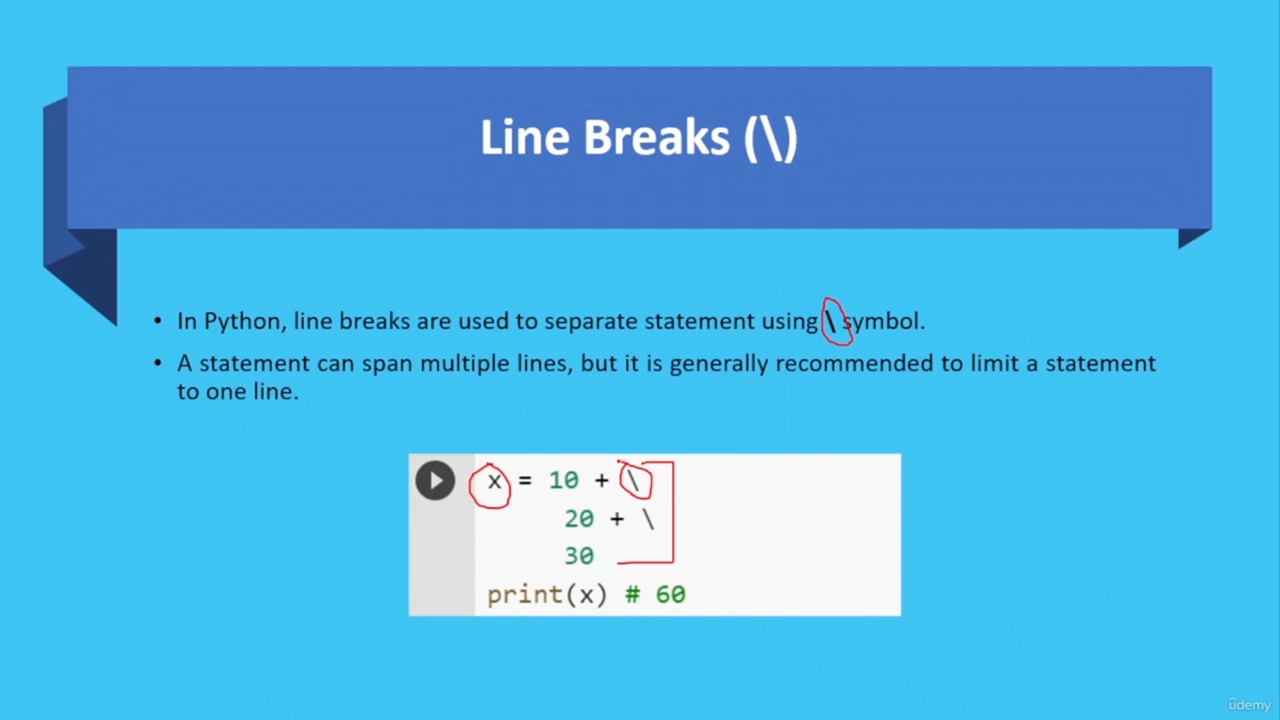 Line Breaks (\)
• In Python, line breaks are used to separate statement using \ symbol.
• A statement can span multiple lines, but it is generally recommended to limit a statement
to one line.
x = 10 + \
20 + \
30
print(x) # 60
ûdemy